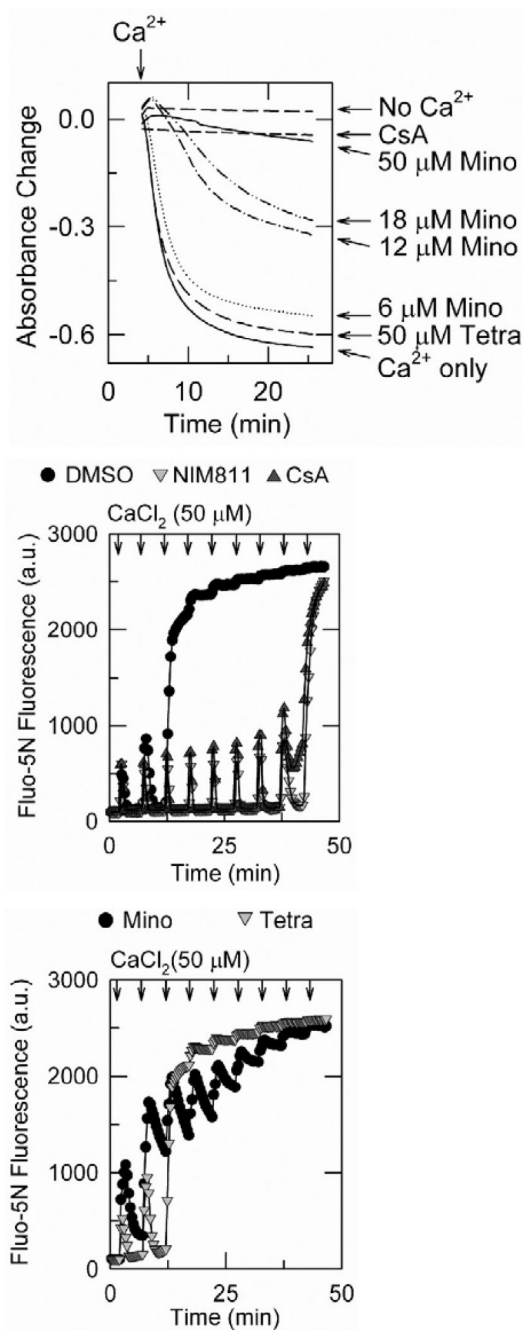 Ca²⁺
0.0
-0.3
-0.6
Absorbance Change
0 10 20
Time (min)
No Ca²⁺
CsA
50 μM Mino
18 μM Mino
12 μM Mino
6 μM Mino
50 μM Tetra
Ca²⁺ only
DMSO NIM811 CsA
CaCl₂ (50 μM)
3000
2000
1000
0
Fluo-5N Fluorescence (a.u.)
0 25 50
Time (min)
Mino Tetra
CaCl₂(50 μM)
3000
2000
1000
0
Fluo-5N Fluorescence (a.u.)
0 25 50
Time (min)